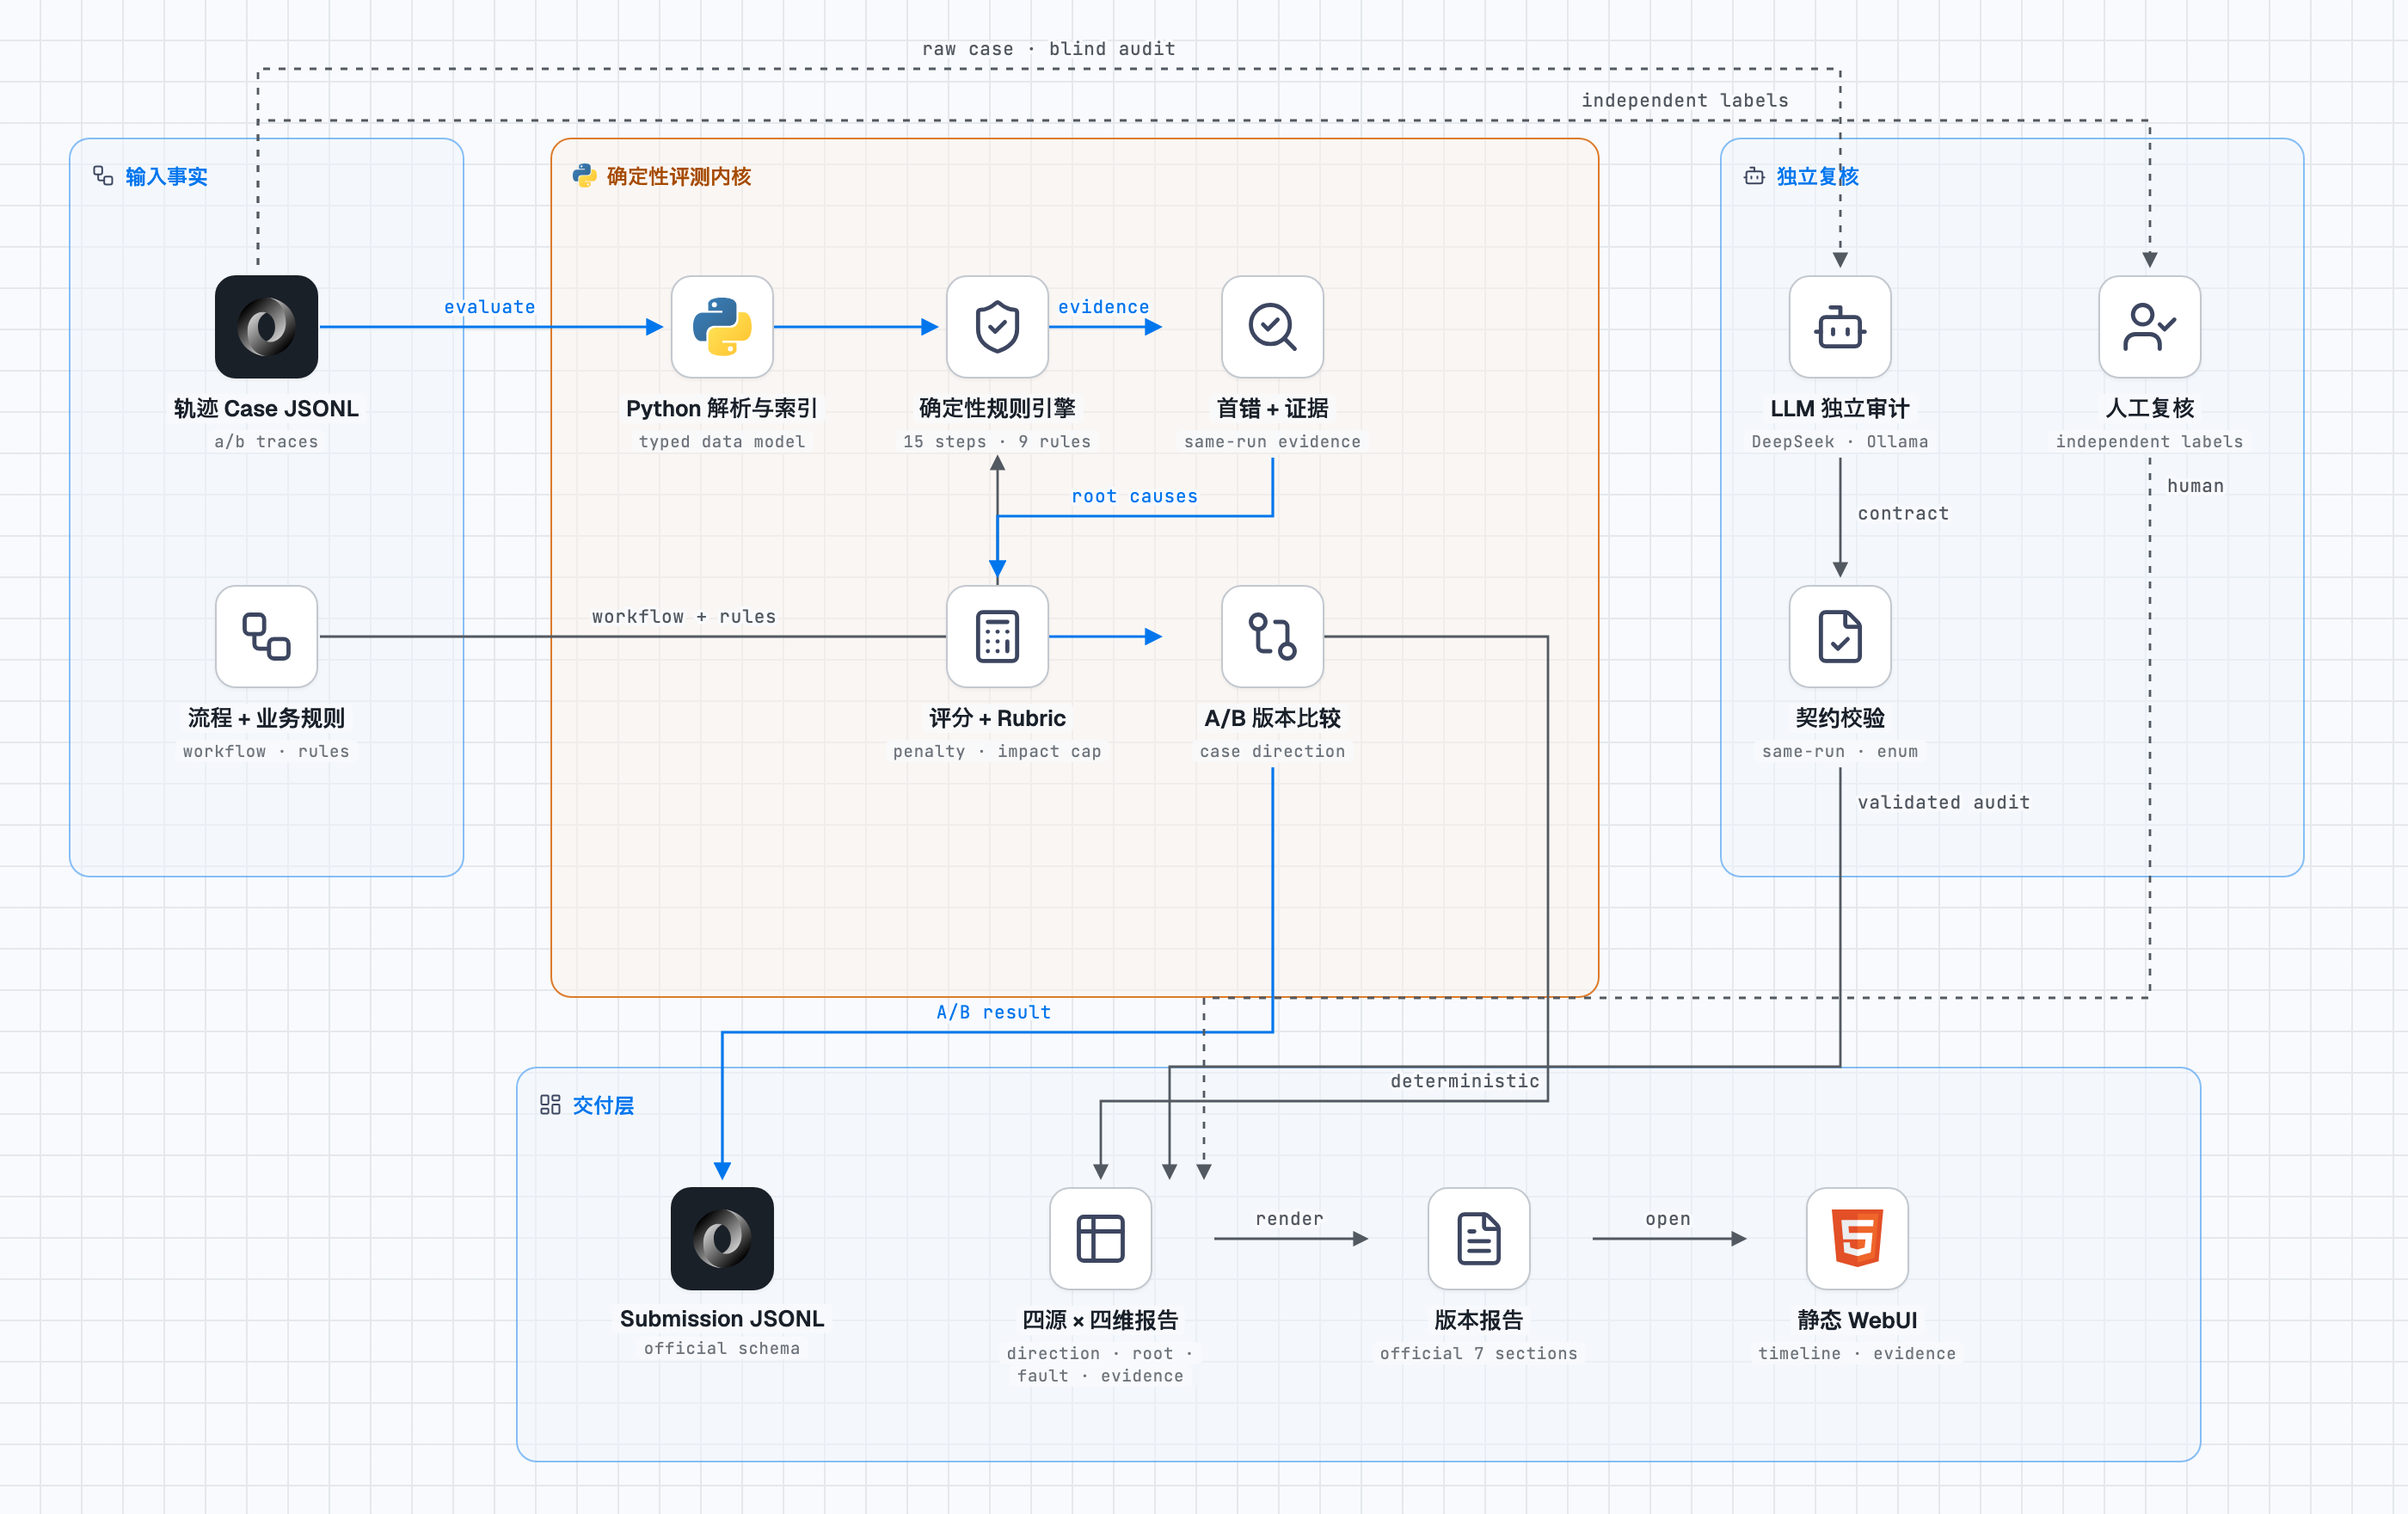 raw case · blind audit
independent labels
输入事实
确定性评测内核
独立复核
evaluate
evidence
轨迹 Case JSONL
a/b traces
Python 解析与索引
typed data model
确定性规则引擎
15 steps · 9 rules
首错 + 证据
same-run evidence
LLM 独立审计
DeepSeek · Ollama
人工复核
independent labels
root causes
contract
human
workflow + rules
流程 + 业务规则
workflow · rules
评分 + Rubric
penalty · impact cap
A/B 版本比较
case direction
契约校验
same-run · enum
validated audit
A/B result
deterministic
交付层
render
open
Submission JSONL
official schema
四源 × 四维报告
direction · root ·
fault · evidence
版本报告
official 7 sections
静态 WebUI
timeline · evidence